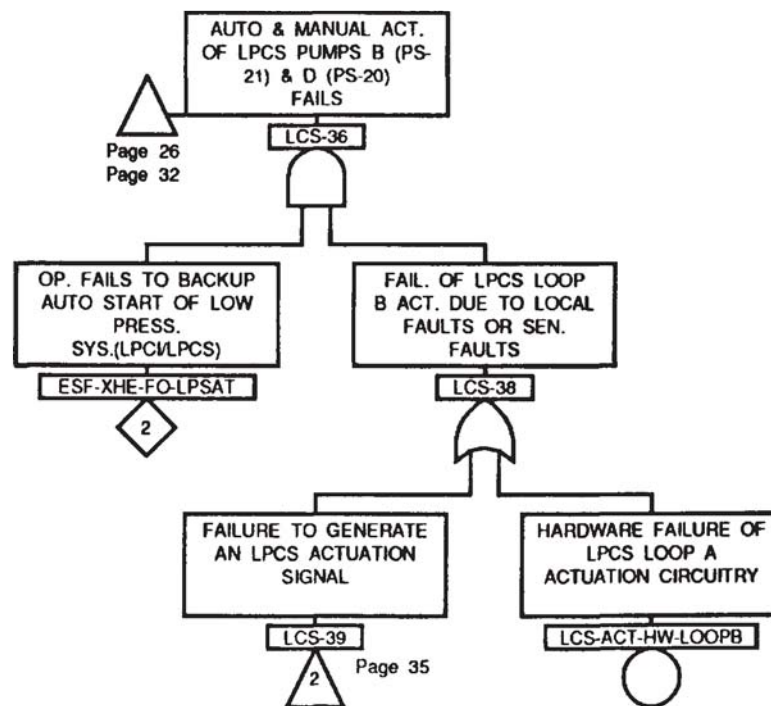 AUTO & MANUAL ACT.
OF LPCS PUMPS B (PS-
21) & D (PS-20)
FAILS
LCS-36
Page 26
Page 32
OP. FAILS TO BACKUP
AUTO START OF LOW
PRESS.
SYS.(LPCI/LPCS)
ESF-XHE-FO-LPSAT
2
FAIL. OF LPCS LOOP
B ACT. DUE TO LOCAL
FAULTS OR SEN.
FAULTS
LCS-38
FAILURE TO GENERATE
AN LPCS ACTUATION
SIGNAL
LCS-39
2
Page 35
HARDWARE FAILURE OF
LPCS LOOP A
ACTUATION CIRCUITRY
LCS-ACT-HW-LOOPB